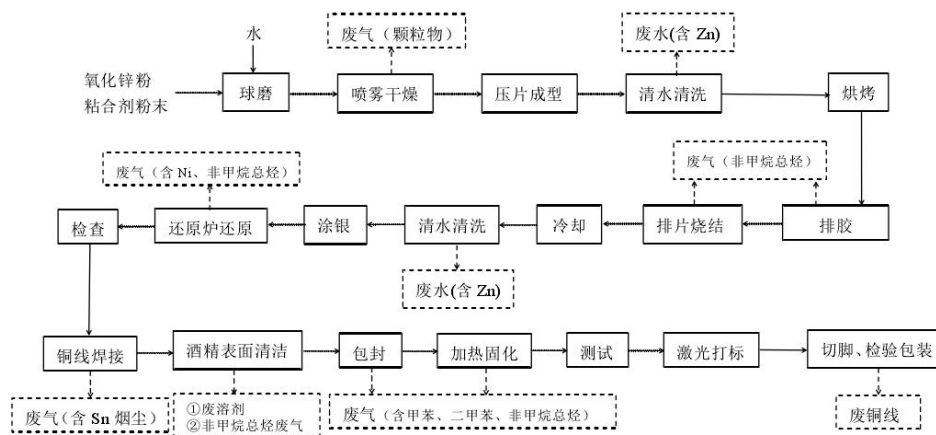 水
废气（颗粒物）
废水(含 Zn)
氧化锌粉
粘合剂粉末
球磨
喷雾干燥
压片成型
清水清洗
烘烤
废气（含 Ni、非甲烷总烃）
废气（非甲烷总烃）
检查
还原炉还原
涂银
清水清洗
冷却
排片烧结
排胶
废水(含 Zn)
铜线焊接
酒精表面清洁
包封
加热固化
测试
激光打标
切脚、检验包装
废气(含 Sn 烟尘)
①废溶剂
②非甲烷总烃废气
废气（含甲苯、二甲苯、非甲烷总烃）
废铜线